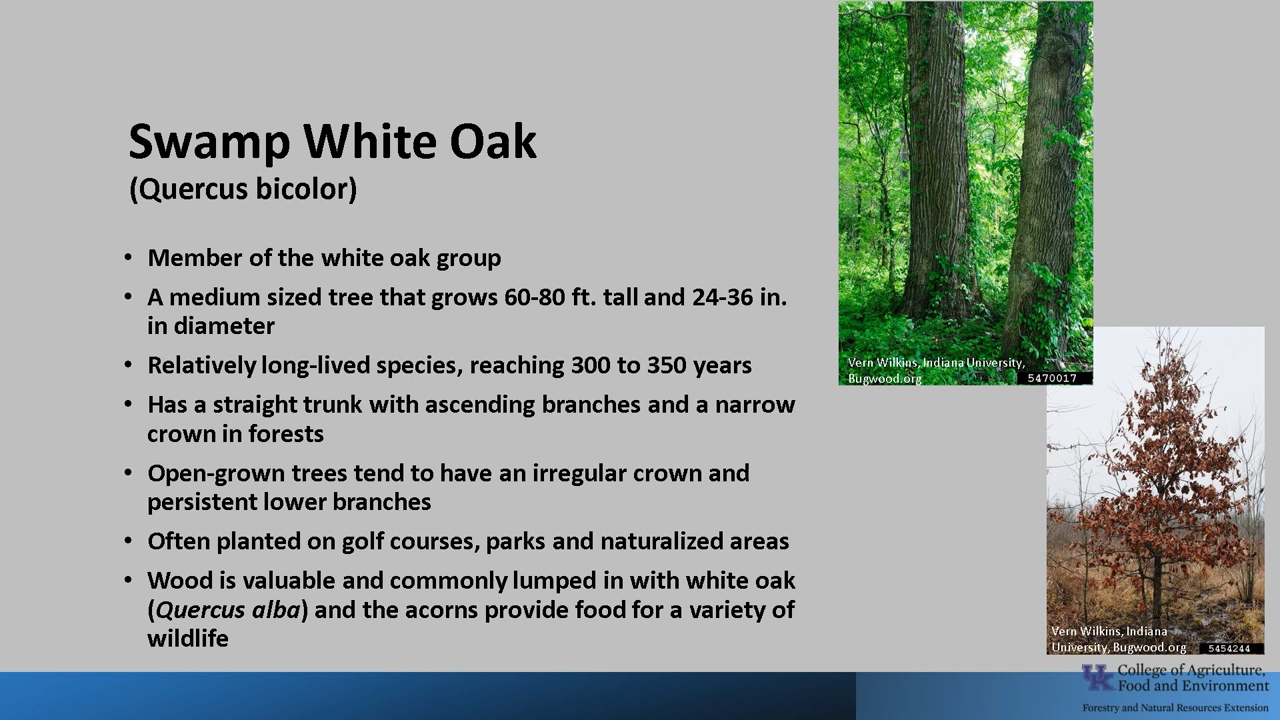 Swamp White Oak
(Quercus bicolor)
• Member of the white oak group
• A medium sized tree that grows 60-80 ft. tall and 24-36 in.
in diameter
• Relatively long-lived species, reaching 300 to 350 years
• Has a straight trunk with ascending branches and a narrow
crown in forests
• Open-grown trees tend to have an irregular crown and
persistent lower branches
• Often planted on golf courses, parks and naturalized areas
• Wood is valuable and commonly lumped in with white oak
(Quercus alba) and the acorns provide food for a variety of
wildlife
Vern Wilkins, Indiana University,
Bugwood.org
5470017
Vern Wilkins, Indiana
University, Bugwood.org
5454244
UK
College of Agriculture,
Food and Environment
Forestry and Natural Resources Extension